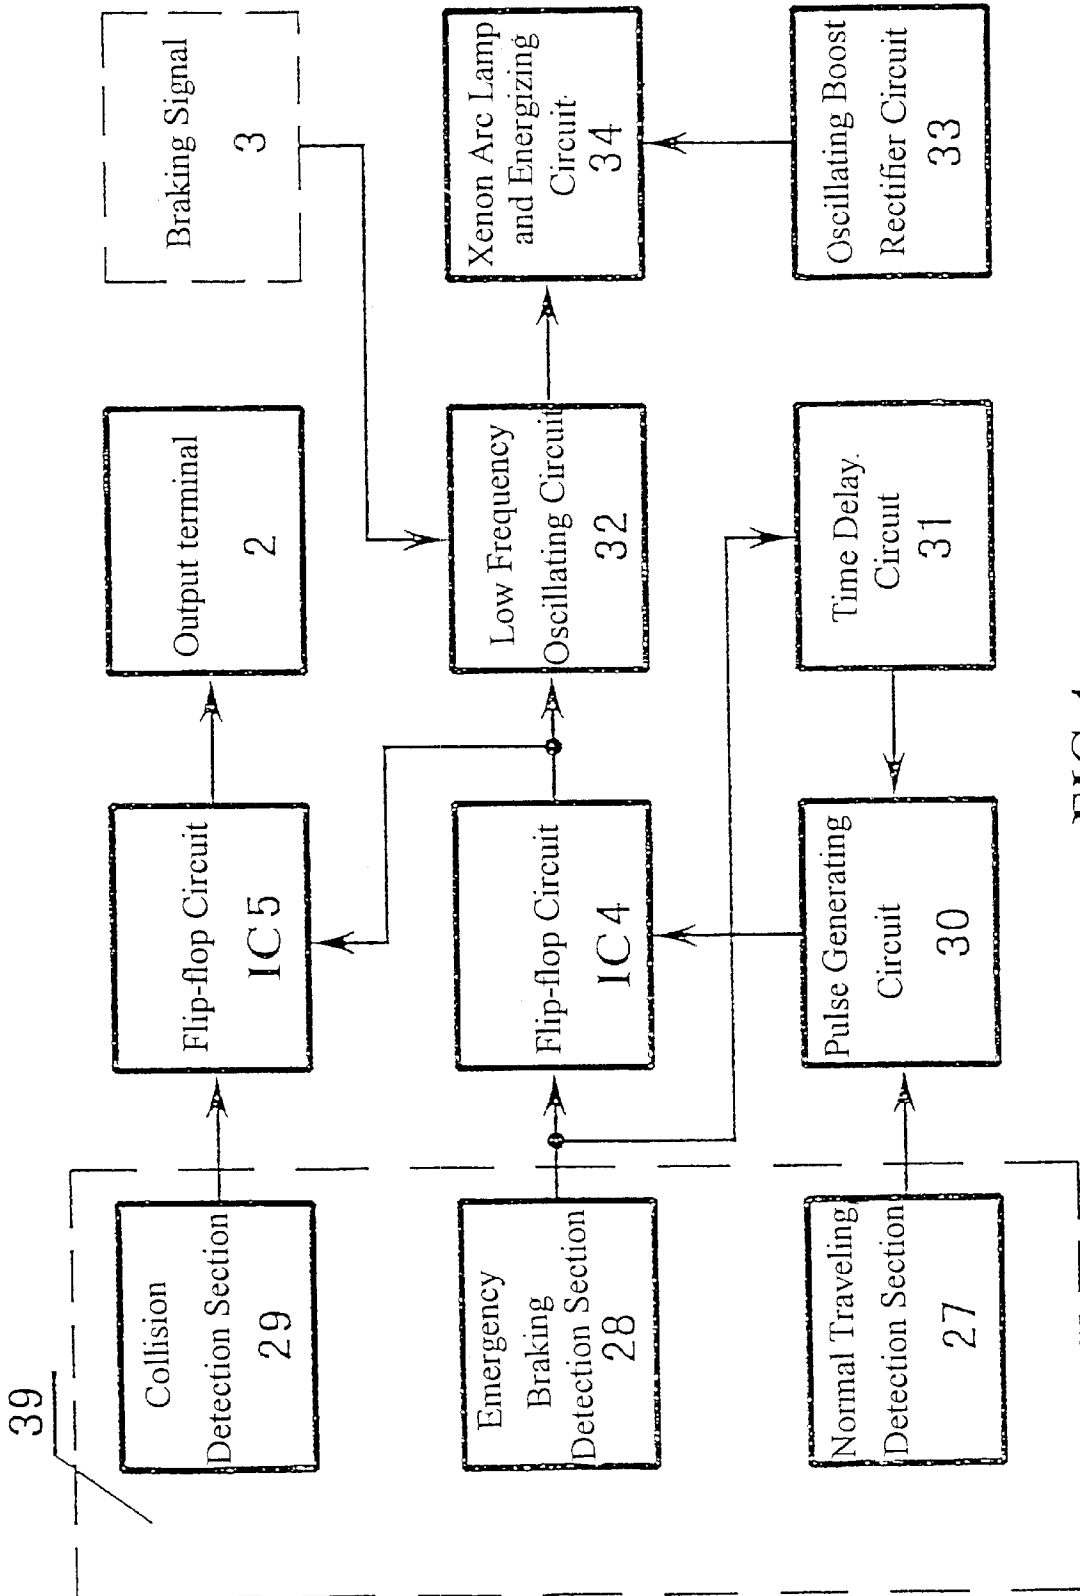 39
Collision
Detection Section
29
Flip-flop Circuit
IC5
Output terminal
2
Braking Signal
3
Emergency
Braking
Detection Section
28
Flip-flop Circuit
IC4
Low Frequency
Oscillating Circuit
32
Xenon Arc Lamp
and Energizing
Circuit
34
Normal Traveling
Detection Section
27
Pulse Generating
Circuit
30
Time Delay.
Circuit
31
Oscillating Boost
Rectifier Circuit
33